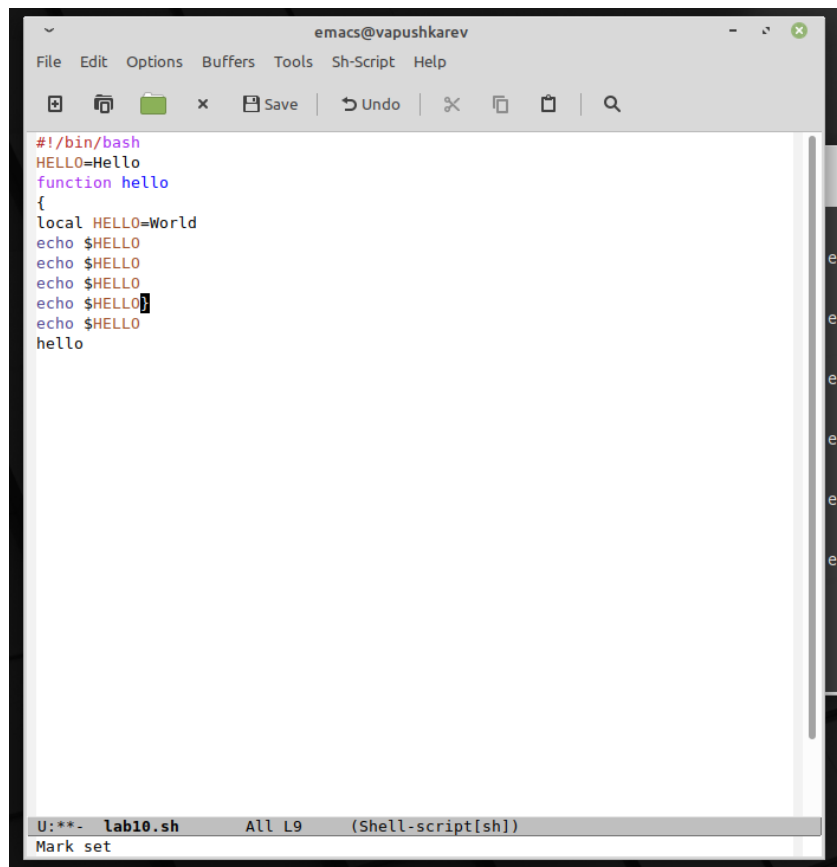 emacs@vapushkarev
File Edit Options Buffers Tools Sh-Script Help
Save Undo
#!/bin/bash
HELLO=Hello
function hello
{
local HELLO=World
echo $HELLO
echo $HELLO
echo $HELLO
echo $HELLO}
echo $HELLO
hello
e
e
e
e
e
e
U:**- lab10.sh All L9 (Shell-script[sh])
Mark set